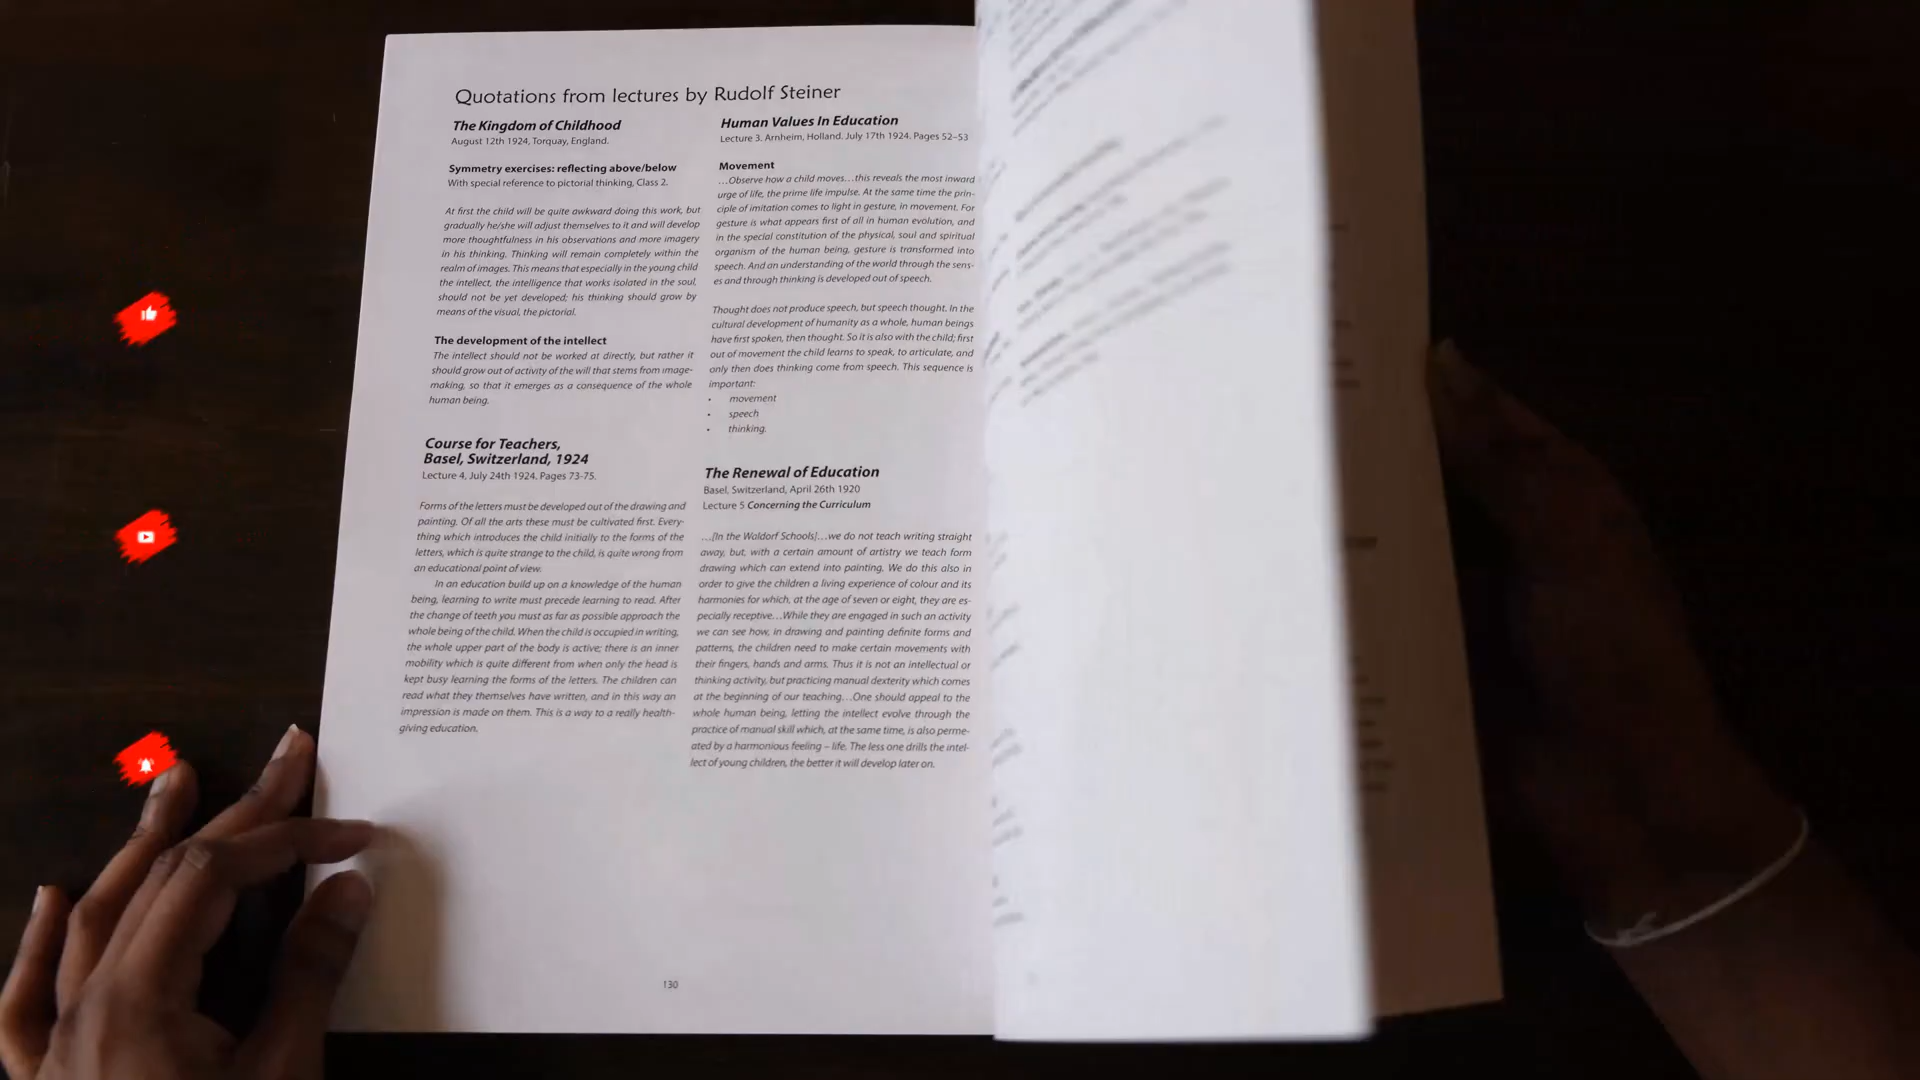 Quotations from lectures by Rudolf Steiner
The Kingdom of Childhood
August 12th 1924, Torquay, England.
Symmetry exercises: reflecting above/below
With special reference to pictorial thinking, Class 2.
At first the child will be quite awkward doing this work, but
gradually he/she will adjust themselves to it and will develop
more thoughtfulness in his observations and more imagery
in his thinking. Thinking will remain completely within the
realm of images. This means that especially in the young child
the intellect, the intelligence that works isolated in the soul,
should not be yet developed; his thinking should grow by
means of the visual, the pictorial.
The development of the intellect
The intellect should not be worked at directly, but rather it
should grow out of activity of the will that stems from image-
making, so that it emerges as a consequence of the whole
human being.
Course for Teachers,
Basel, Switzerland, 1924
Lecture 4, July 24th 1924. Pages 73-75.
Forms of the letters must be developed out of the drawing and
painting. Of all the arts these must be cultivated first. Every-
thing which introduces the child initially to the forms of the
letters, which is quite strange to the child, is quite wrong from
an educational point of view.
In an education build up on a knowledge of the human
being, learning to write must precede learning to read. After
the change of teeth you must as far as possible approach the
whole being of the child. When the child is occupied in writing,
the whole upper part of the body is active; there is an inner
mobility which is quite different from when only the head is
kept busy learning the forms of the letters. The children can
read what they themselves have written, and in this way an
impression is made on them. This is a way to a really health-
giving education,
Human Values In Education
Lecture 3. Arnheim, Holland. July 17th 1924. Pages 52–53
Movement
…Observe how a child moves…this reveals the most inward
urge of life, the prime life impulse. At the same time the prin-
ciple of imitation comes to light in gesture, in movement. For
gesture is what appears first of all in human evolution, and
in the special constitution of the physical, soul and spiritual
organism of the human being, gesture is transformed into
speech. And an understanding of the world through the sens-
es and through thinking is developed out of speech.
Thought does not produce speech, but speech thought. In the
cultural development of humanity as a whole, human beings
have first spoken, then thought. So it is also with the child; first
out of movement the child learns to speak, to articulate, and
only then does thinking come from speech. This sequence is
important:
• movement
• speech
• thinking.
The Renewal of Education
Basel, Switzerland, April 26th 1920
Lecture 5 Concerning the Curriculum
…[In the Waldorf Schools]…we do not teach writing straight
away, but, with a certain amount of artistry we teach form
drawing which can extend into painting. We do this also in
order to give the children a living experience of colour and its
harmonies for which, at the age of seven or eight, they are es-
pecially receptive…While they are engaged in such an activity
we can see how, in drawing and painting definite forms and
patterns, the children need to make certain movements with
their fingers, hands and arms. Thus it is not an intellectual or
thinking activity, but practicing manual dexterity which comes
at the beginning of our teaching…One should appeal to the
whole human being, letting the intellect evolve through the
practice of manual skill which, at the same time, is also perme-
ated by a harmonious feeling – life. The less one drills the intel-
lect of young children, the better it will develop later on.
130